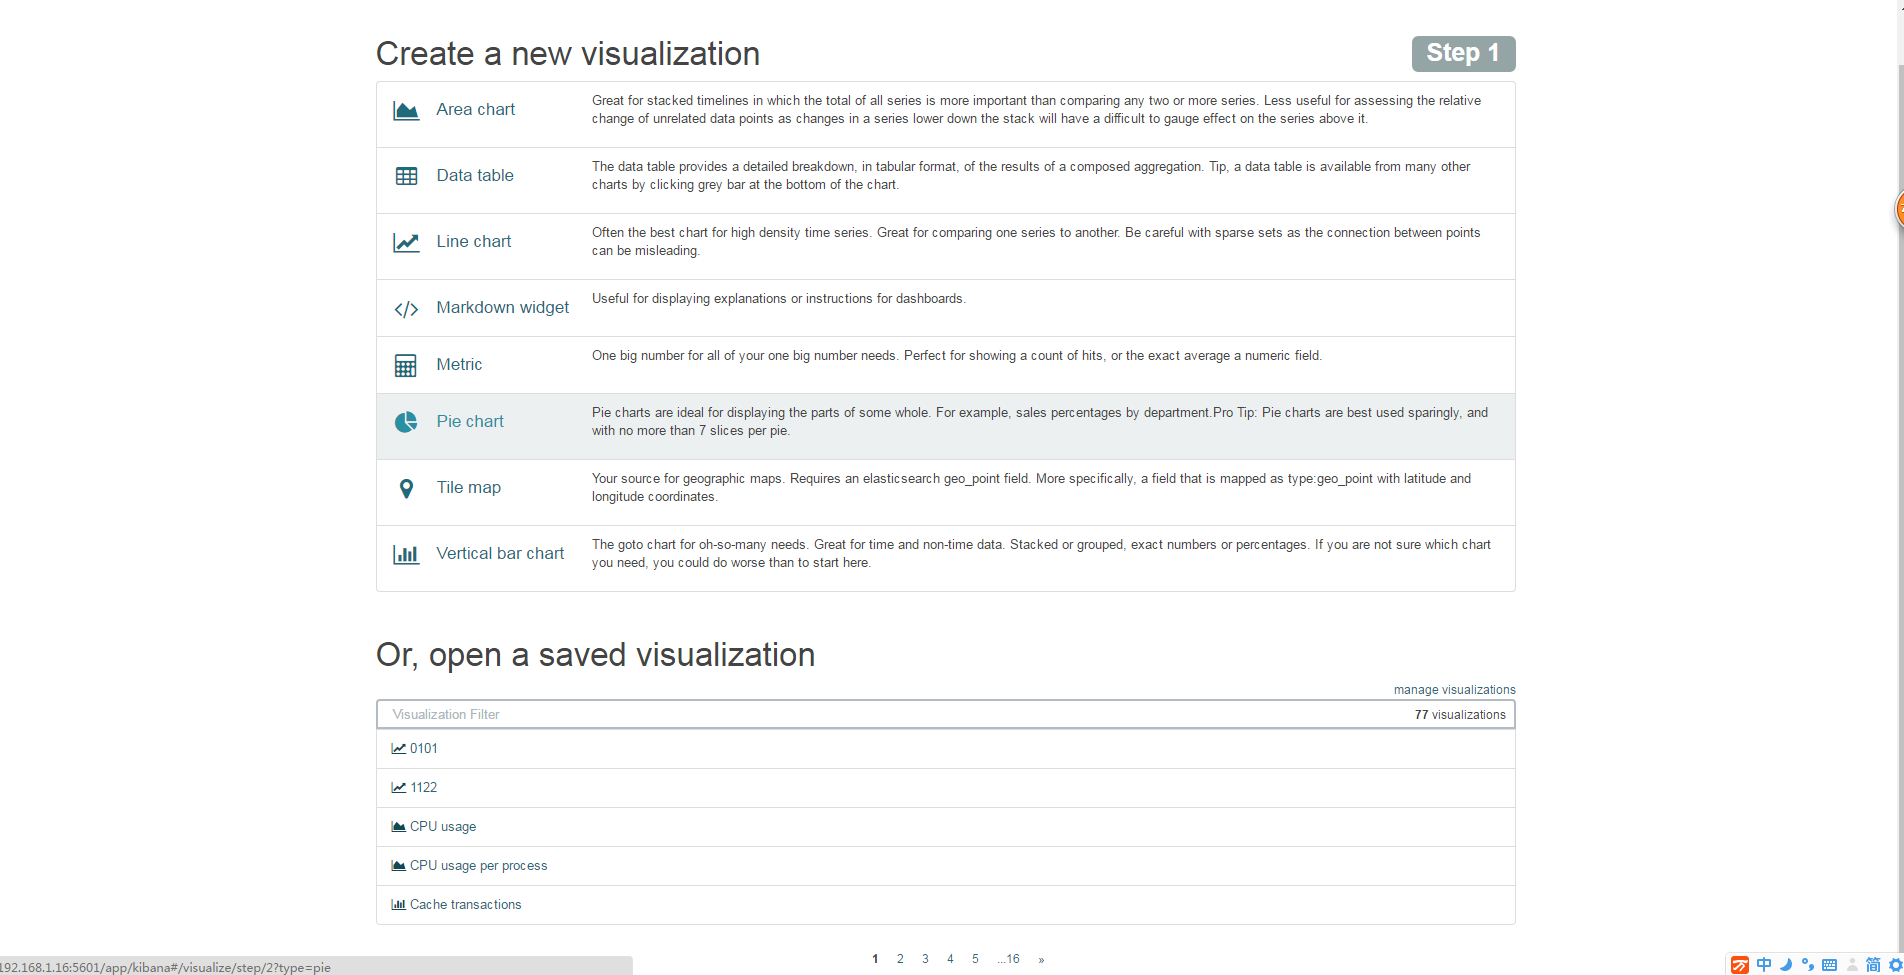 Create a new visualization
Step 1
Area chart
Great for stacked timelines in which the total of all series is more important than comparing any two or more series. Less useful for assessing the relative
change of unrelated data points as changes in a series lower down the stack will have a difficult to gauge effect on the series above it.
Data table
The data table provides a detailed breakdown, in tabular format, of the results of a composed aggregation. Tip, a data table is available from many other
charts by clicking grey bar at the bottom of the chart.
Line chart
Often the best chart for high density time series. Great for comparing one series to another. Be careful with sparse sets as the connection between points
can be misleading.
Markdown widget
Useful for displaying explanations or instructions for dashboards.
Metric
One big number for all of your one big number needs. Perfect for showing a count of hits, or the exact average a numeric field.
Pie chart
Pie charts are ideal for displaying the parts of some whole. For example, sales percentages by department.Pro Tip: Pie charts are best used sparingly, and
with no more than 7 slices per pie.
Tile map
Your source for geographic maps. Requires an elasticsearch geo_point field. More specifically, a field that is mapped as type:geo_point with latitude and
longitude coordinates.
Vertical bar chart
The goto chart for oh-so-many needs. Great for time and non-time data. Stacked or grouped, exact numbers or percentages. If you are not sure which chart
you need, you could do worse than to start here.
Or, open a saved visualization
manage visualizations
Visualization Filter
77 visualizations
0101
1122
CPU usage
CPU usage per process
Cache transactions
1 2 3 4 5 ...16 »
192.168.1.16:5601/app/kibana#/visualize/step/2?type=pie
中 简